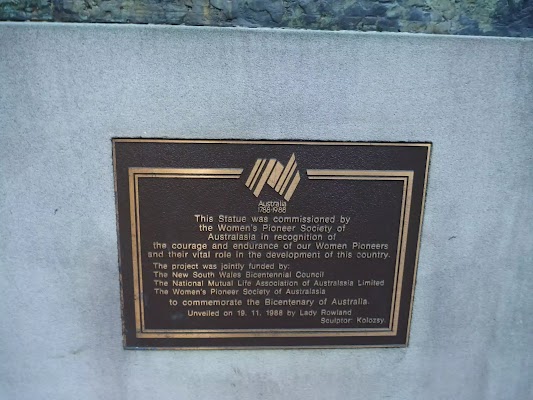 Australia
1788-1988
This Statue was commissioned by
the Women's Pioneer Society of
Australasia in recognition of
the courage and endurance of our Women Pioneers
and their vital role in the development of this country.
The project was jointly funded by:
The New South Wales Bicentennial Council
The National Mutual Life Association of Australasia Limited
The Women's Pioneer Society of Australasia
to commemorate the Bicentenary of Australia.
Unveiled on 19. 11. 1988 by Lady Rowland
Sculptor: Kolozsy.